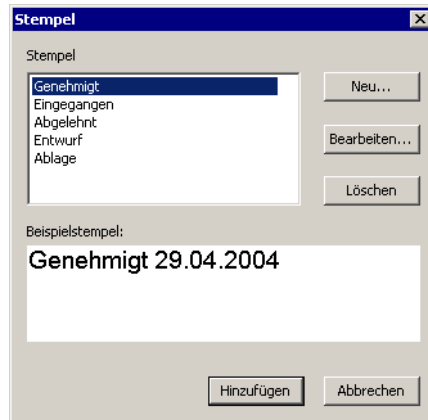 Stempel
Stempel
Genehmigt
Eingegangen
Abgelehnt
Entwurf
Ablage
Neu...
Bearbeiten...
Löschen
Beispielstempel:
Genehmigt 29.04.2004
Hinzufügen
Abbrechen